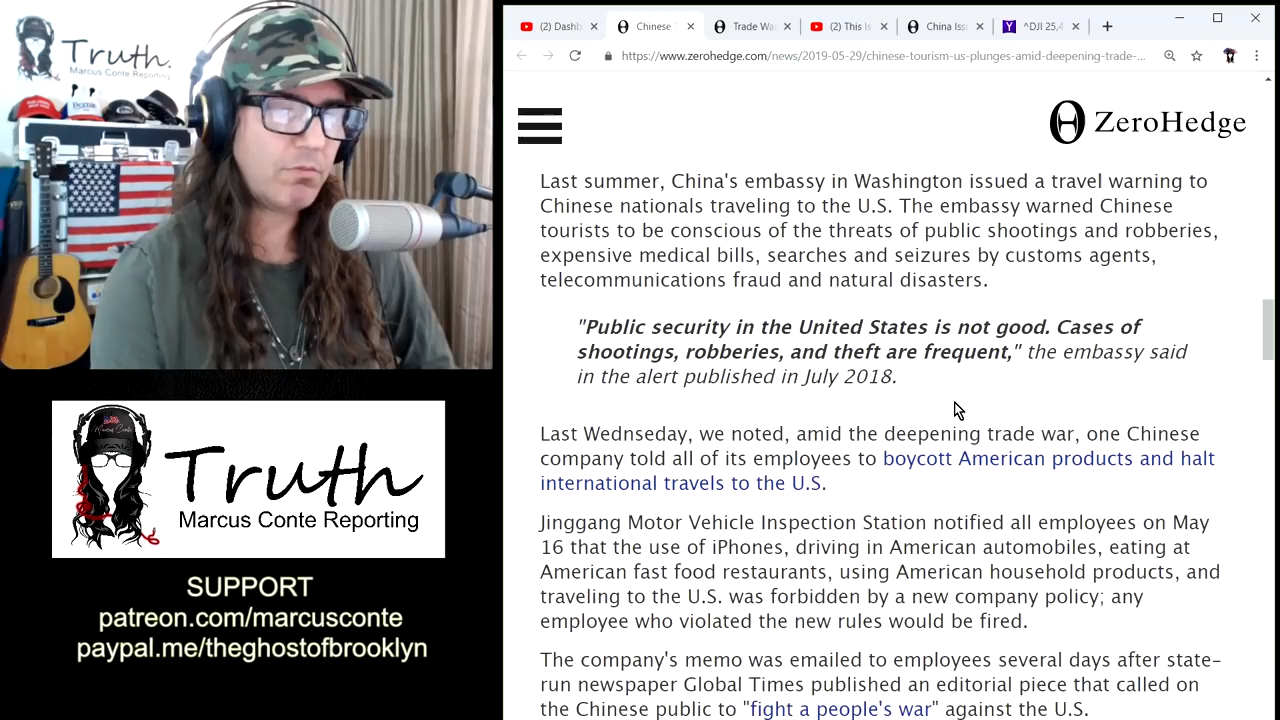 Truth.
Marcus Conte Reporting
(2) Dashb
Chinese
Trade Wa
(2) This Is
China Iss
^DJI 25,4
https://www.zerohedge.com/news/2019-05-29/chinese-tourism-us-plunges-amid-deepening-trade-...
ZeroHedge
Last summer, China's embassy in Washington issued a travel warning to
Chinese nationals traveling to the U.S. The embassy warned Chinese
tourists to be conscious of the threats of public shootings and robberies,
expensive medical bills, searches and seizures by customs agents,
telecommunications fraud and natural disasters.
"Public security in the United States is not good. Cases of
shootings, robberies, and theft are frequent," the embassy said
in the alert published in July 2018.
Last Wednseday, we noted, amid the deepening trade war, one Chinese
company told all of its employees to boycott American products and halt
international travels to the U.S.
Jinggang Motor Vehicle Inspection Station notified all employees on May
16 that the use of iPhones, driving in American automobiles, eating at
American fast food restaurants, using American household products, and
traveling to the U.S. was forbidden by a new company policy; any
employee who violated the new rules would be fired.
The company's memo was emailed to employees several days after state-
run newspaper Global Times published an editorial piece that called on
the Chinese public to "fight a people's war" against the U.S.
Truth
Marcus Conte Reporting
SUPPORT
patreon.com/marcusconte
paypal.me/theghostofbrooklyn